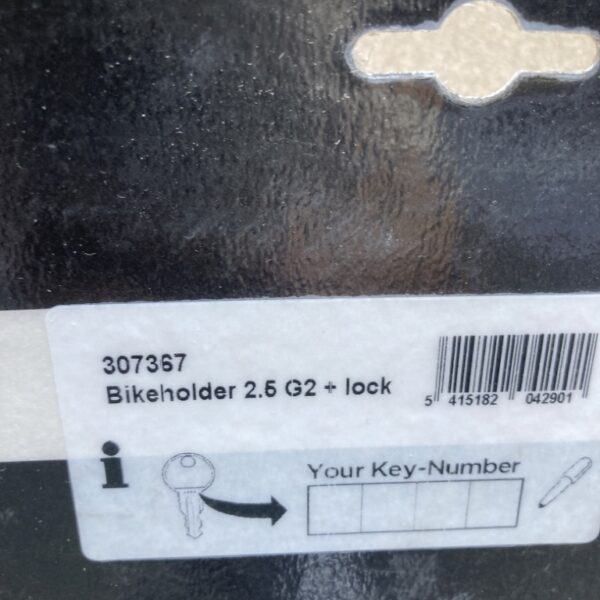 307367
Bikeholder 2.5 G2 + lock
5 415182 042901
i
Your Key-Number